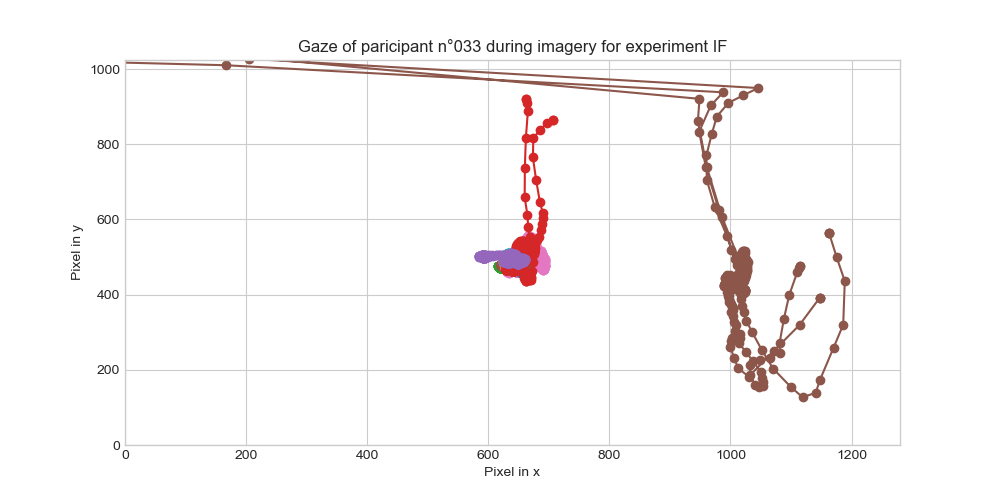 Gaze of paricipant n°033 during imagery for experiment IF
1000
800
600
400
200
0
Pixel in y
0 200 400 600 800 1000 1200
Pixel in x